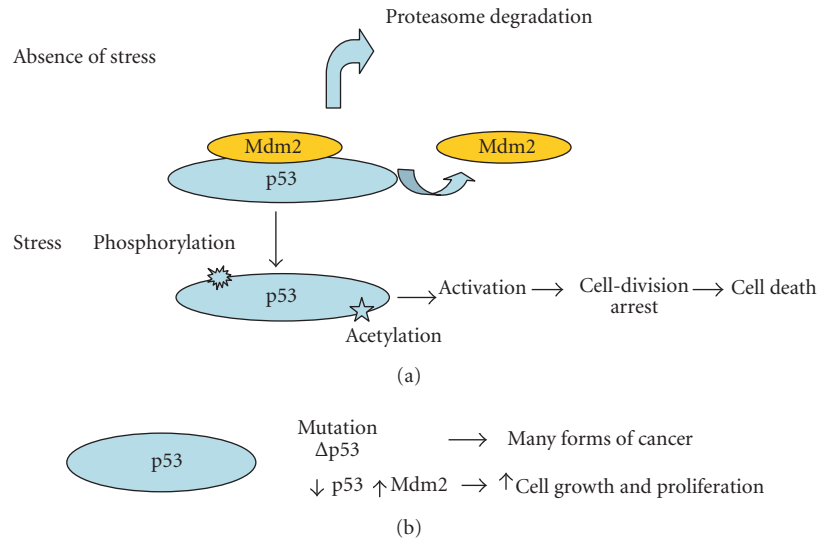 Proteasome degradation
Absence of stress
Mdm2
Mdm2
p53
Stress
Phosphorylation
p53
Activation
Cell-division
arrest
Cell death
Acetylation
(a)
p53
Mutation
Δp53
Many forms of cancer
↓ p53 ↑ Mdm2 → ↑ Cell growth and proliferation
(b)